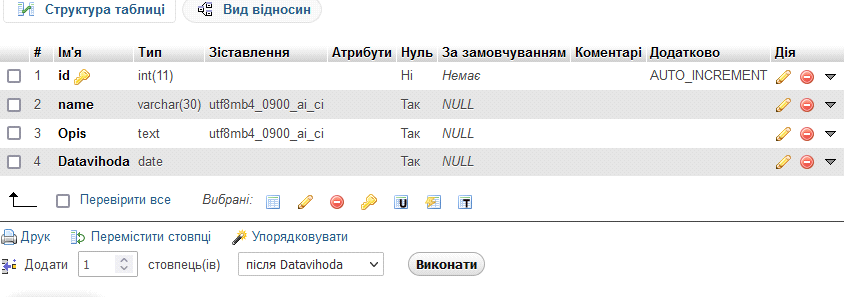 Структура таблиці Вид відносин
# Ім'я Тип Зіставлення Атрибути Нуль За замовчуванням Коментарі Додатково Дія
1 id int(11) Ні Немає AUTO_INCREMENT
2 name varchar(30) utf8mb4_0900_ai_ci Так NULL
3 Opis text utf8mb4_0900_ai_ci Так NULL
4 Datavihoda date Так NULL
Перевірити все Вибрані: U T
Друк Перемістити стовпці Упорядковувати
Додати 1 стовпець(ів) після Datavihoda Виконати